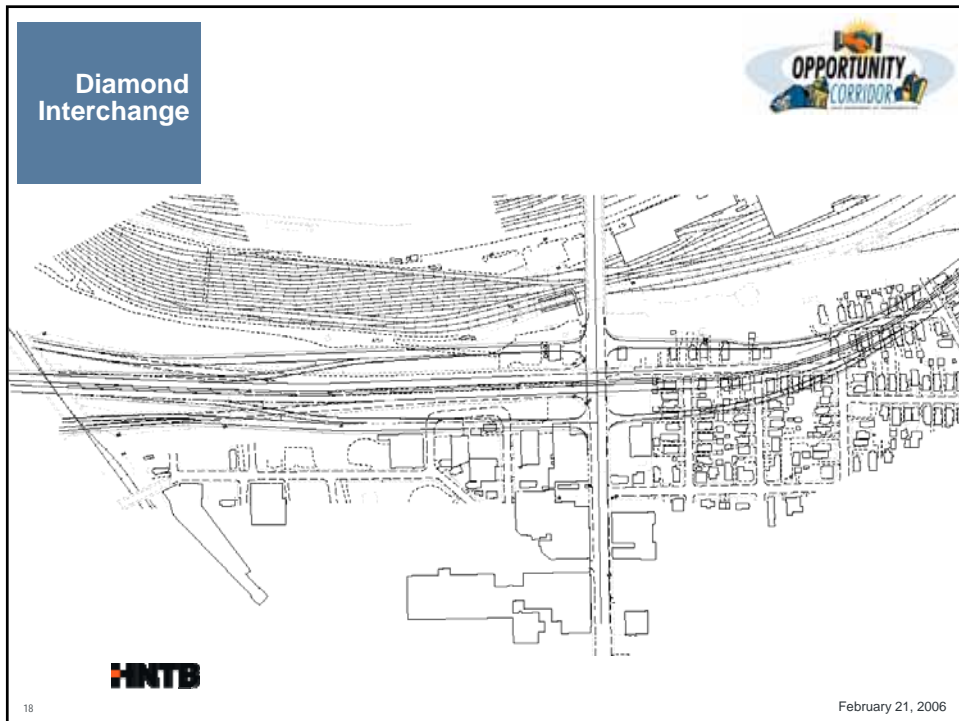 Diamond
Interchange
OPPORTUNITY
CORRIDOR
HNTB
18
February 21, 2006